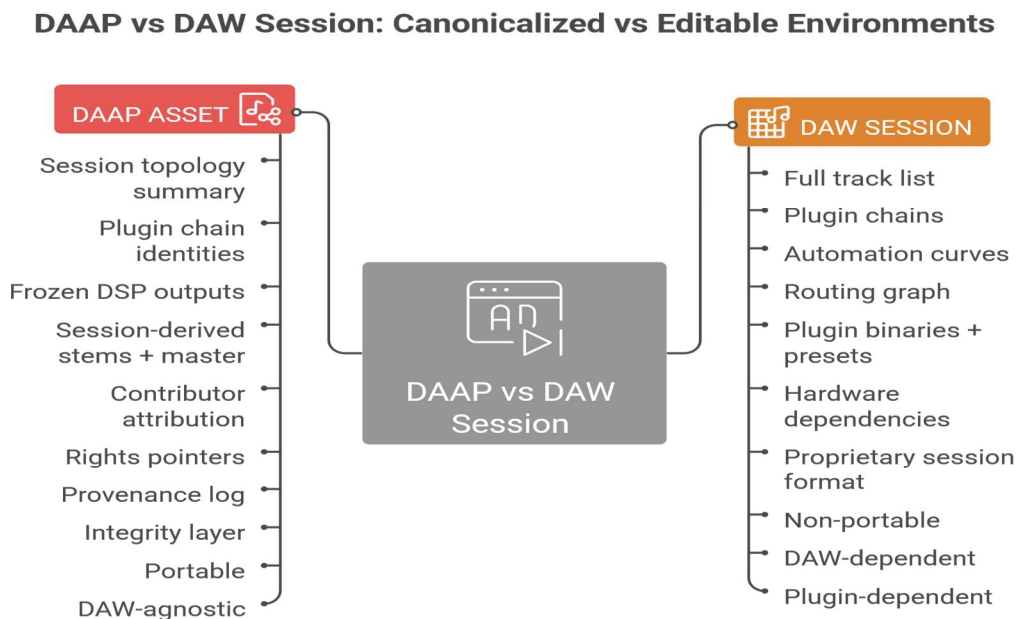 DAAP vs DAW Session: Canonicalized vs Editable Environments
DAAP ASSET
Session topology
summary
Plugin chain
identities
Frozen DSP outputs
Session-derived
stems + master
Contributor
attribution
Rights pointers
Provenance log
Integrity layer
Portable
DAW-agnostic
A D
DAAP vs DAW
Session
DAW SESSION
Full track list
Plugin chains
Automation curves
Routing graph
Plugin binaries +
presets
Hardware
dependencies
Proprietary session
format
Non-portable
DAW-dependent
Plugin-dependent